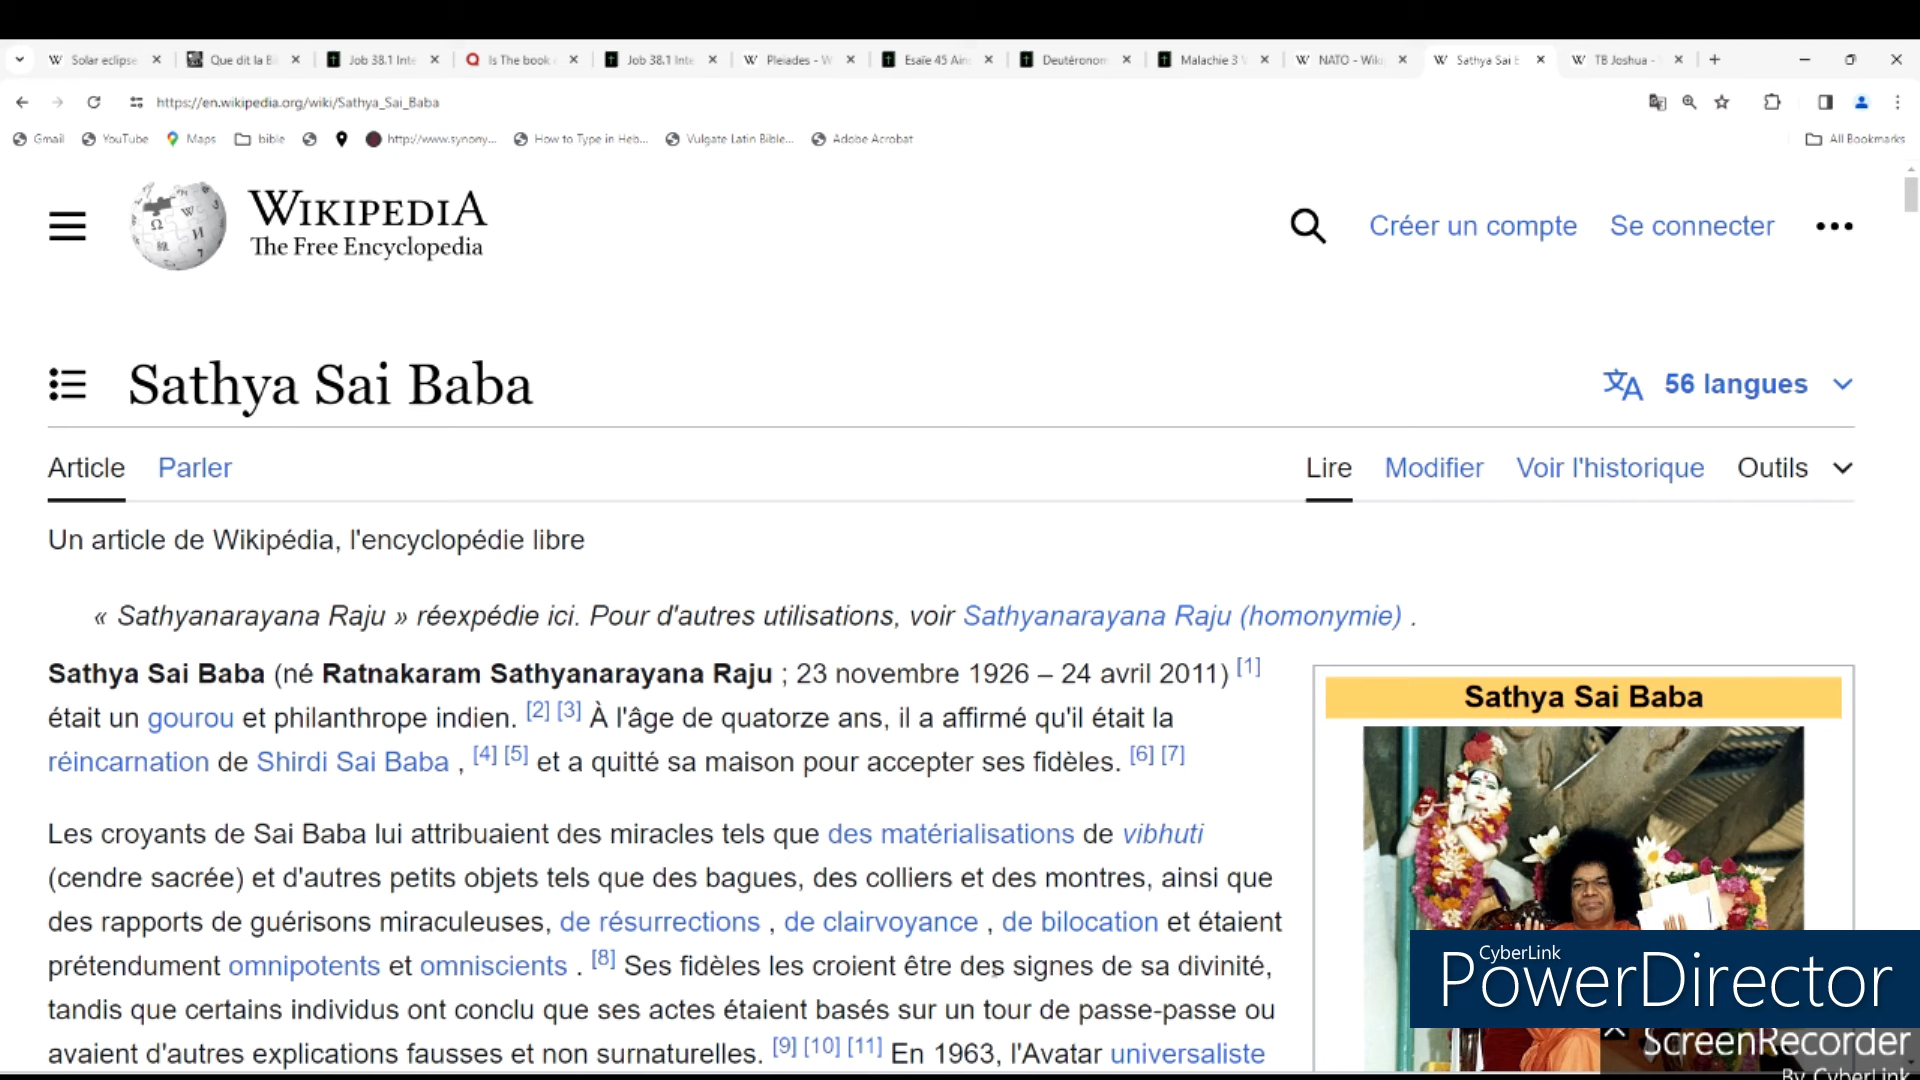 Solar eclipse
Que dit la Bi
Job 38.1 Inte
Is The book
Job 38.1 Inte
Pleiades - W
Esaïe 45 Ain
Deutéronom
Malachie 3
NATO - Wiki
Sathya Sai B
TB Joshua -
https://en.wikipedia.org/wiki/Sathya_Sai_Baba
Gmail
YouTube
Maps
bible
http://www.synony...
How to Type in Heb...
Vulgate Latin Bible...
Adobe Acrobat
All Bookmarks
WIKIPEDIA
The Free Encyclopedia
Créer un compte Se connecter
Sathya Sai Baba
56 langues
Article Parler
Lire Modifier Voir l'historique Outils
Un article de Wikipédia, l'encyclopédie libre
« Sathyanarayana Raju » réexpédie ici. Pour d'autres utilisations, voir Sathyanarayana Raju (homonymie) .
Sathya Sai Baba (né Ratnakaram Sathyanarayana Raju ; 23 novembre 1926 – 24 avril 2011) [1]
était un gourou et philanthrope indien. [2] [3] À l'âge de quatorze ans, il a affirmé qu'il était la
réincarnation de Shirdi Sai Baba , [4] [5] et a quitté sa maison pour accepter ses fidèles. [6] [7]
Les croyants de Sai Baba lui attribuaient des miracles tels que des matérialisations de vibhuti
(cendre sacrée) et d'autres petits objets tels que des bagues, des colliers et des montres, ainsi que
des rapports de guérisons miraculeuses, de résurrections , de clairvoyance , de bilocation et étaient
prétendument omnipotents et omniscients . [8] Ses fidèles les croient être des signes de sa divinité,
tandis que certains individus ont conclu que ses actes étaient basés sur un tour de passe-passe ou
avaient d'autres explications fausses et non surnaturelles. [9] [10] [11] En 1963, l'Avatar universaliste
Sathya Sai Baba
CyberLink
PowerDirector
ScreenRecorder
By CyberLink